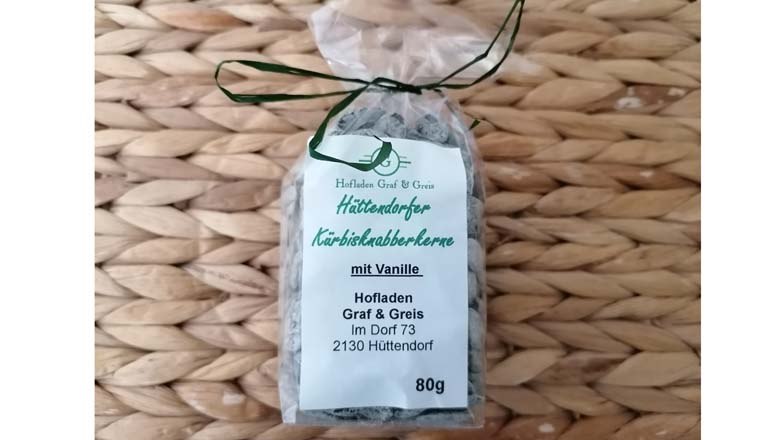 G
Hofladen Graf & Greis
Hüttendorfer
Kürbisknabberkerne
mit Vanille
Hofladen
Graf & Greis
Im Dorf 73
2130 Hüttendorf
80g